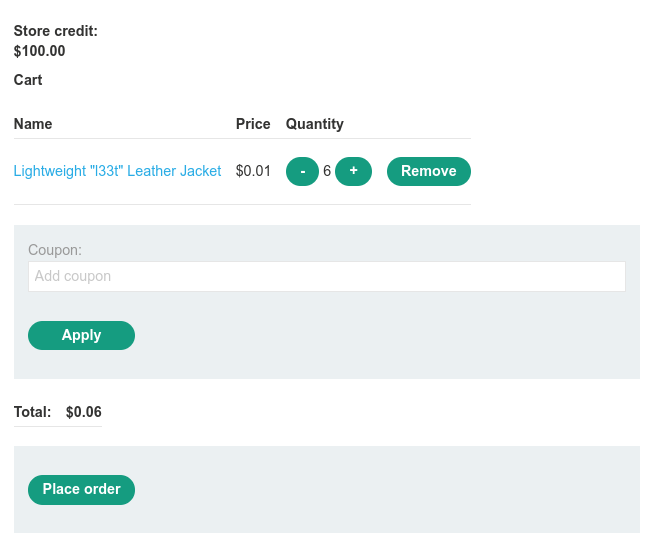 Store credit:
$100.00
Cart
Name Price Quantity
Lightweight "l33t" Leather Jacket $0.01 - 6 + Remove
Coupon:
Add coupon
Apply
Total: $0.06
Place order